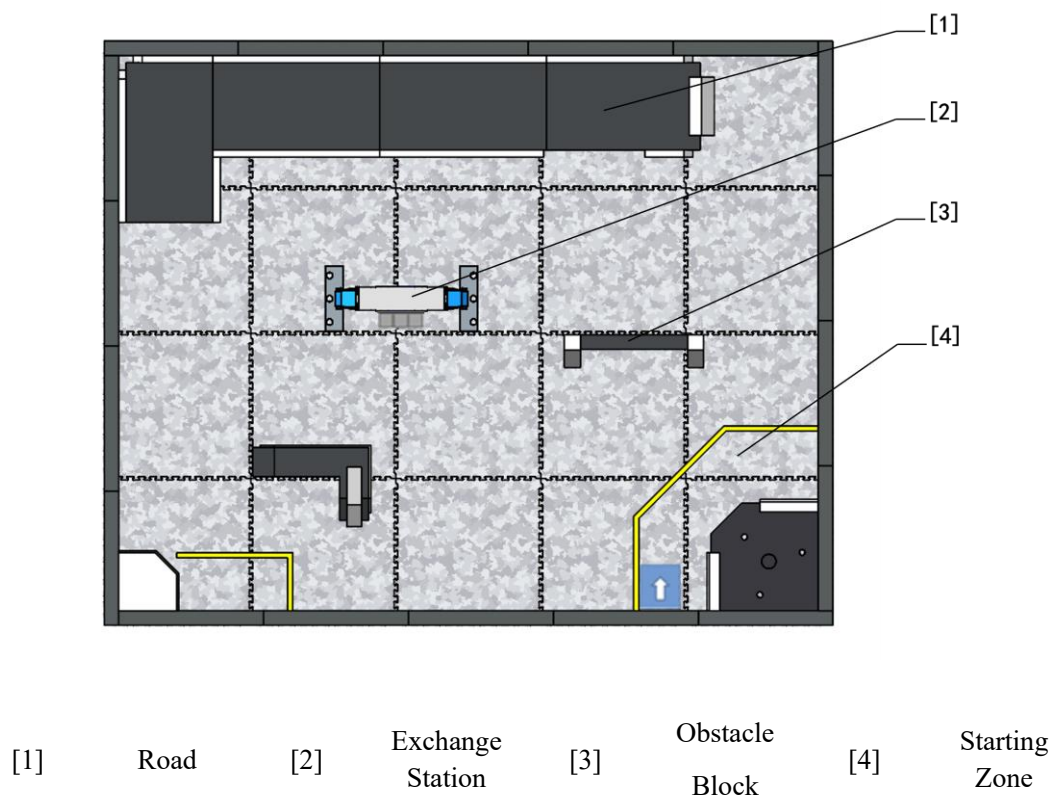 [1]
[2]
[3]
[4]
[1] Road [2] Exchange Station [3] Obstacle Block [4] Starting Zone